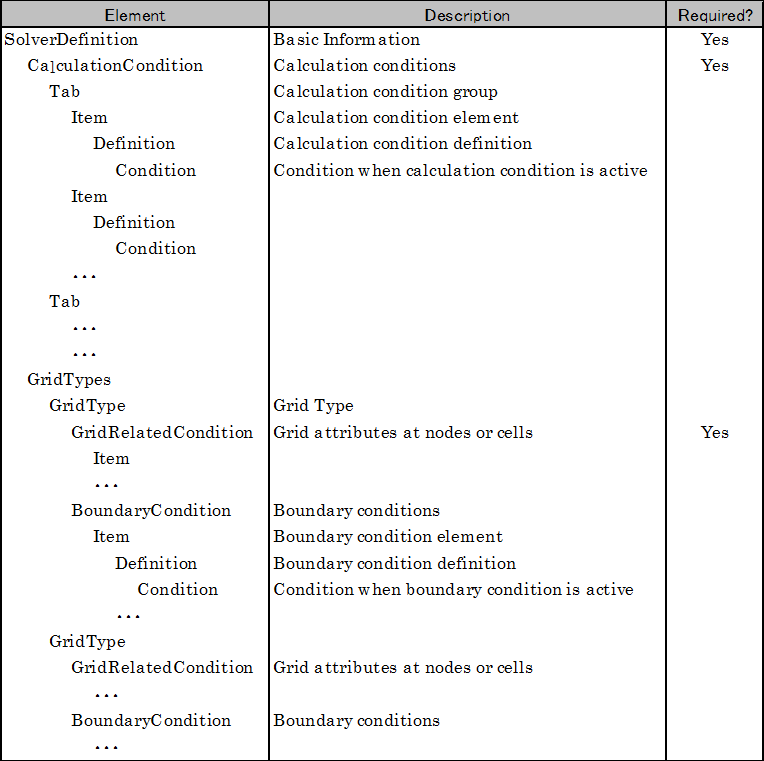 Element Description Required?
SolverDefinition Basic Information Yes
CalculationCondition Calculation conditions Yes
Tab Calculation condition group
Item Calculation condition element
Definition Calculation condition definition
Condition Condition when calculation condition is active
Item
Definition
Condition
...
Tab
...
...
GridTypes
GridType Grid Type
GridRelatedCondition Grid attributes at nodes or cells Yes
Item
...
BoundaryCondition Boundary conditions
Item Boundary condition element
Definition Boundary condition definition
Condition Condition when boundary condition is active
...
GridType
GridRelatedCondition Grid attributes at nodes or cells
...
BoundaryCondition Boundary conditions
...